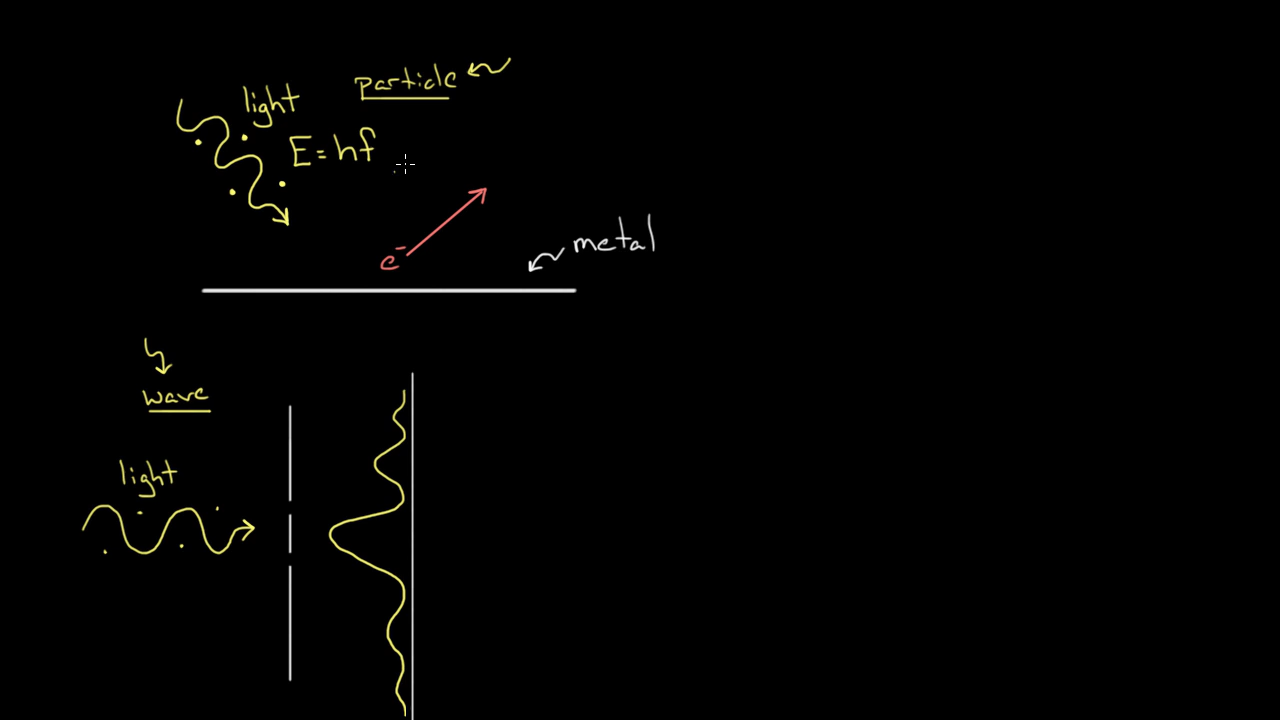 particle
light
E=hf
e⁻
metal
wave
light